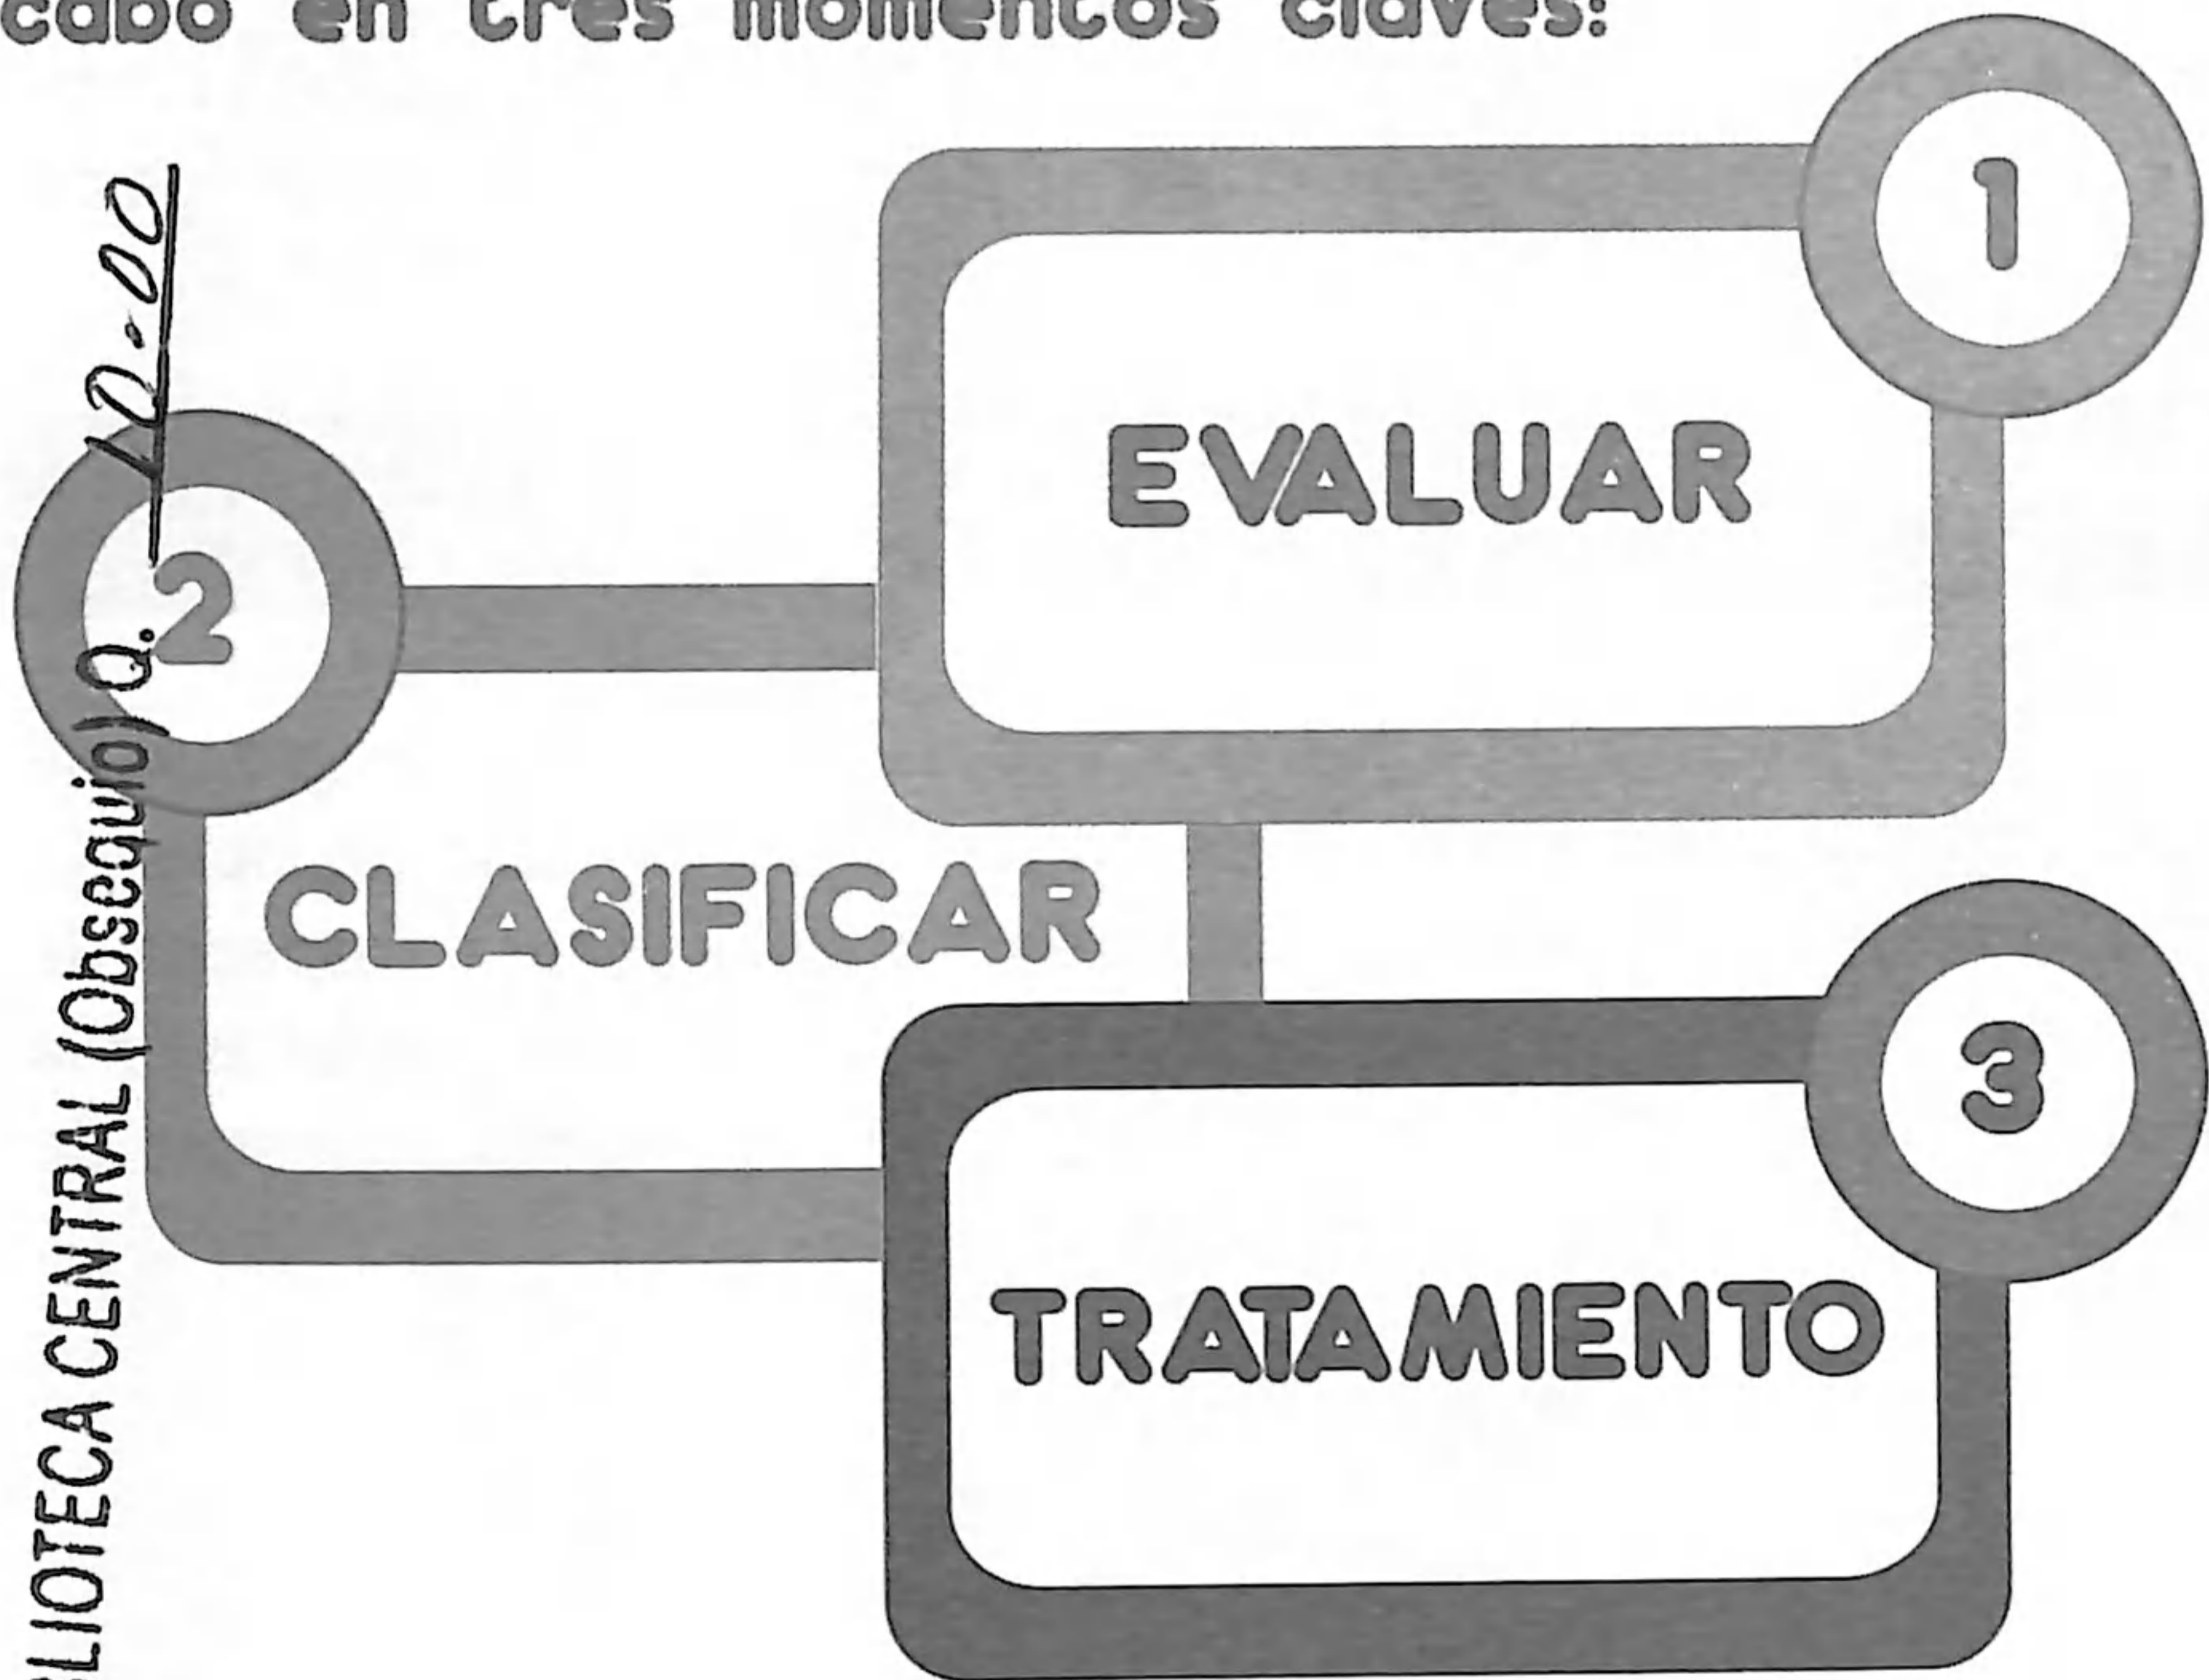 cabo en tres momentos claves:
1
EVALUAR
2
CLASIFICAR
3
TRATAMIENTO
LIOTECA CENTRAL (Obsequio) Q. 10.00